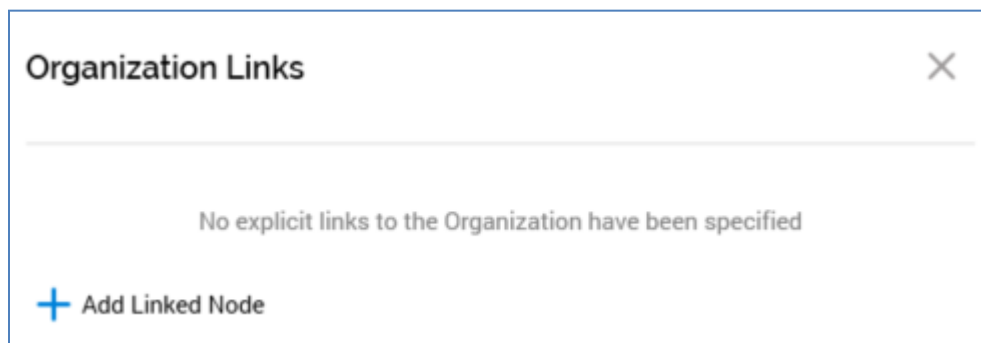 Organization Links
No explicit links to the Organization have been specified
Add Linked Node